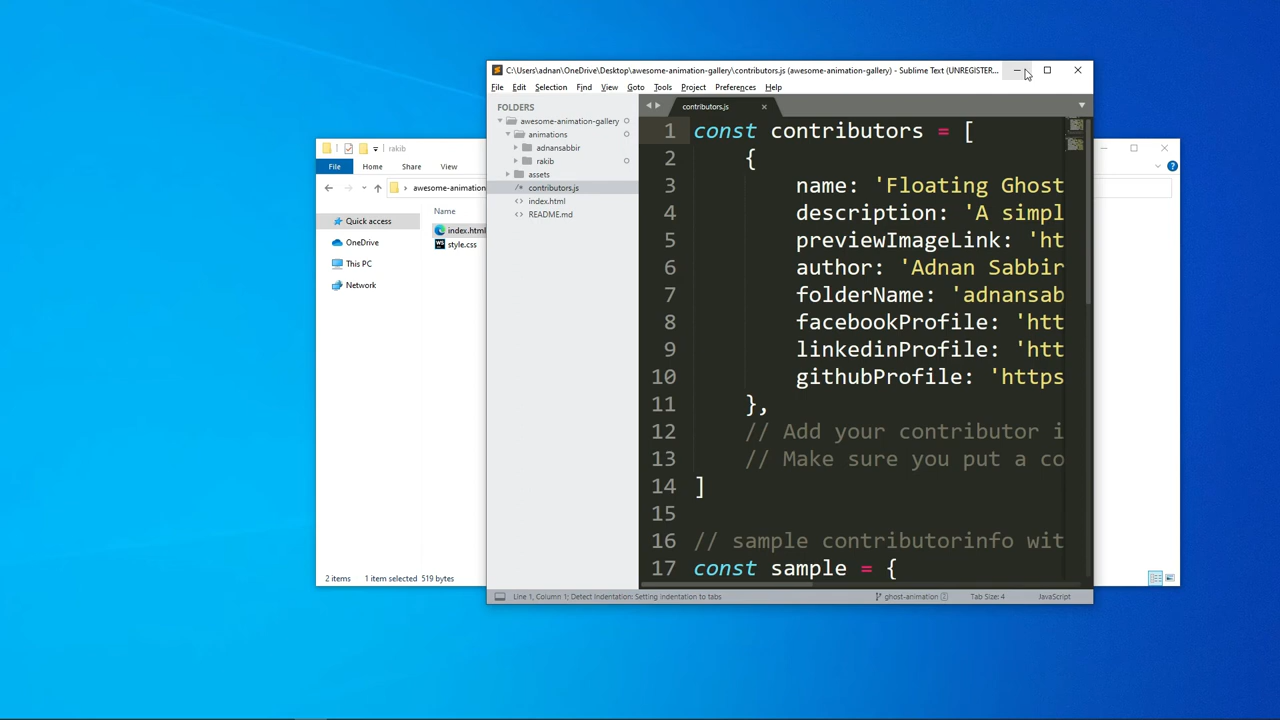 C:\Users\adnan\OneDrive\Desktop\awesome-animation-gallery\contributors.js (awesome-animation-gallery) - Sublime Text (UNREGISTER...
File Edit Selection Find View Goto Tools Project Preferences Help
FOLDERS
awesome-animation-gallery
animations
adnansabbir
rakib
assets
contributors.js
index.html
README.md
contributors.js
1 const contributors = [
2 {
3 name: 'Floating Ghost
4 description: 'A simpl
5 previewImageLink: 'ht
6 author: 'Adnan Sabbir
7 folderName: 'adnansab
8 facebookProfile: 'htt
9 linkedinProfile: 'htt
10 githubProfile: 'https
11 },
12 // Add your contributor i
13 // Make sure you put a co
14 ]
15
16 // sample contributorinfo wit
17 const sample = {
Line 1, Column 1; Detect Indentation: Setting indentation to tabs
ghost-animation 2
Tab Size: 4
JavaScript
rakib
File Home Share View
awesome-animation
Quick access
OneDrive
This PC
Network
Name
index.html
style.css
2 items 1 item selected 519 bytes